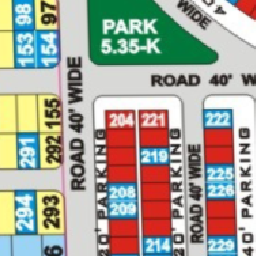 98
97
153
154
PARK
5.35-K
WIDE
ROAD 40' W
ROAD 40' WIDE
155
291
292
294
293
204
221
222
219
208
209
214
225
226
229
20' PARKING
20' PARKING
ROAD 40' WIDE
20' PARKING